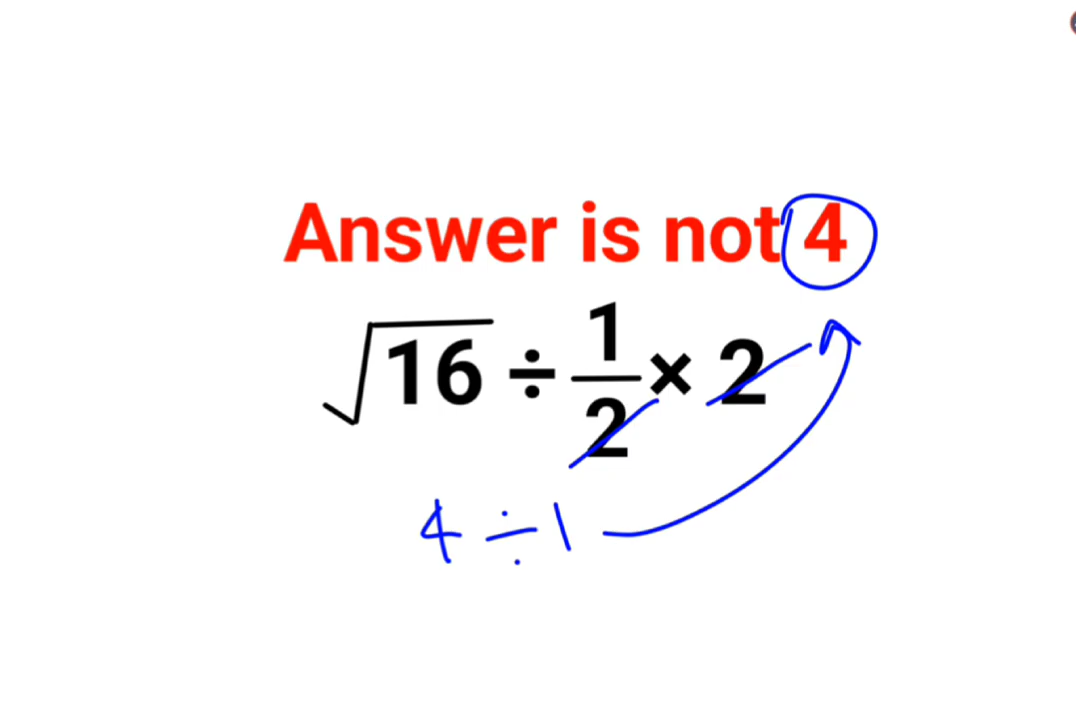 Answer is not 4
√16 ÷ 1/2 × 2
4 ÷ 1